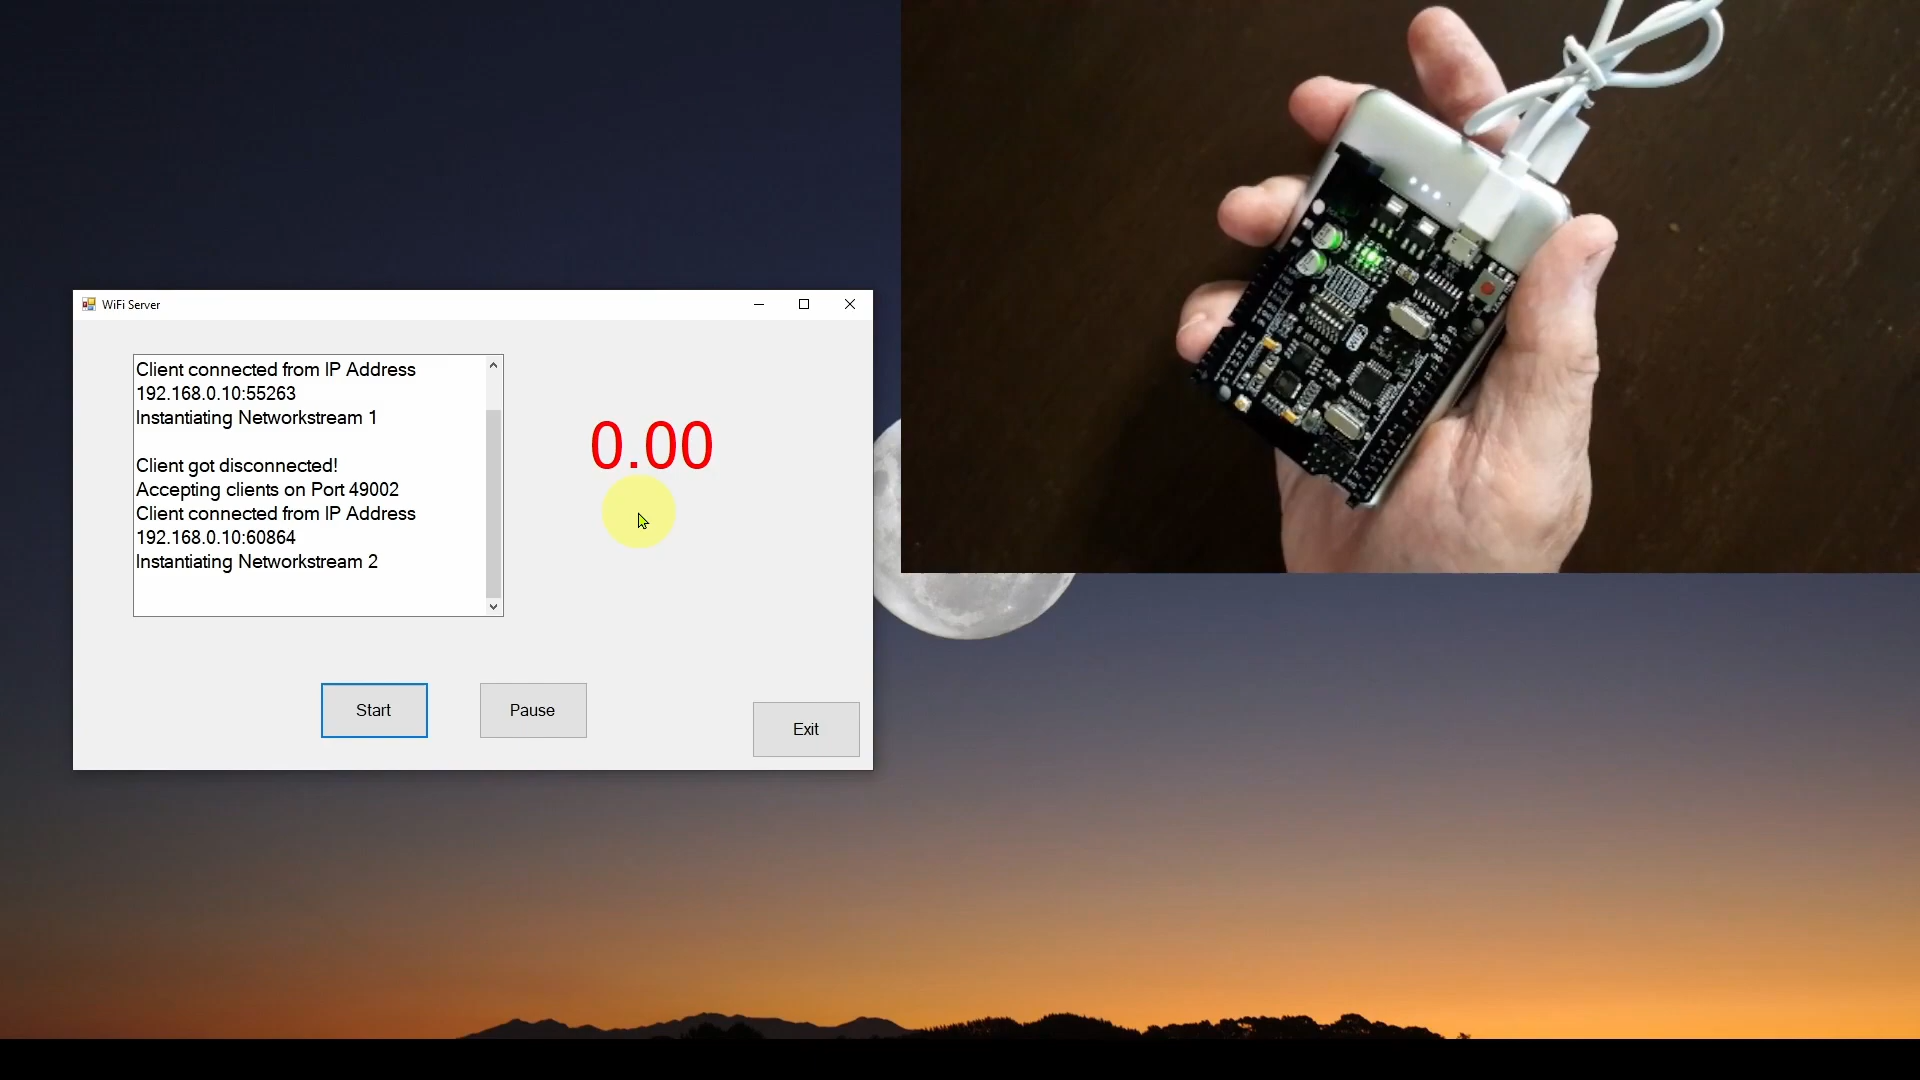 WiFi Server
Client connected from IP Address
192.168.0.10:55263
Instantiating Networkstream 1
Client got disconnected!
Accepting clients on Port 49002
Client connected from IP Address
192.168.0.10:60864
Instantiating Networkstream 2
0.00
Start
Pause
Exit